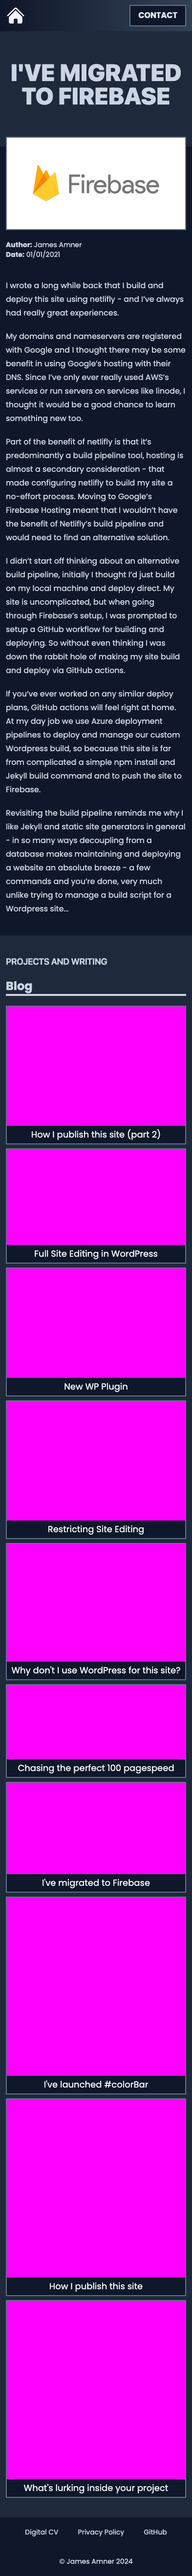 CONTACT
I'VE MIGRATED
TO FIREBASE
Firebase
Author: James Amner
Date: 01/01/2021
I wrote a long while back that I build and
deploy this site using netlifly - and I've always
had really great experiences.
My domains and nameservers are registered
with Google and I thought there may be some
benefit in using Google's hosting with their
DNS. Since I've only ever really used AWS's
services or run servers on services like linode, I
thought it would be a good chance to learn
something new too.
Part of the benefit of netlifly is that it's
predominantly a build pipeline tool, hosting is
almost a secondary consideration - that
made configuring netlify to build my site a
no-effort process. Moving to Google's
Firebase Hosting meant that I wouldn't have
the benefit of Netlifly's build pipeline and
would need to find an alternative solution.
I didn't start off thinking about an alternative
build pipeline, initially I thought I'd just build
on my local machine and deploy direct. My
site is uncomplicated, but when going
through Firebase's setup, I was prompted to
setup a GitHub workflow for building and
deploying. So without even thinking I was
down the rabbit hole of making my site build
and deploy via GitHub actions.
If you've ever worked on any similar deploy
plans, GitHub actions will feel right at home.
At my day job we use Azure deployment
pipelines to deploy and manage our custom
Wordpress build, so because this site is far
from complicated a simple npm install and
Jekyll build command and to push the site to
Firebase.
Revisiting the build pipeline reminds me why I
like Jekyll and static site generators in general
- in so many ways decoupling from a
database makes maintaining and deploying
a website an absolute breeze - a few
commands and you're done, very much
unlike trying to manage a build script for a
Wordpress site...
PROJECTS AND WRITING
Blog
How I publish this site (part 2)
Full Site Editing in WordPress
New WP Plugin
Restricting Site Editing
Why don't I use WordPress for this site?
Chasing the perfect 100 pagespeed
I've migrated to Firebase
I've launched #colorBar
How I publish this site
What's lurking inside your project
Digital CV Privacy Policy GitHub
© James Amner 2024